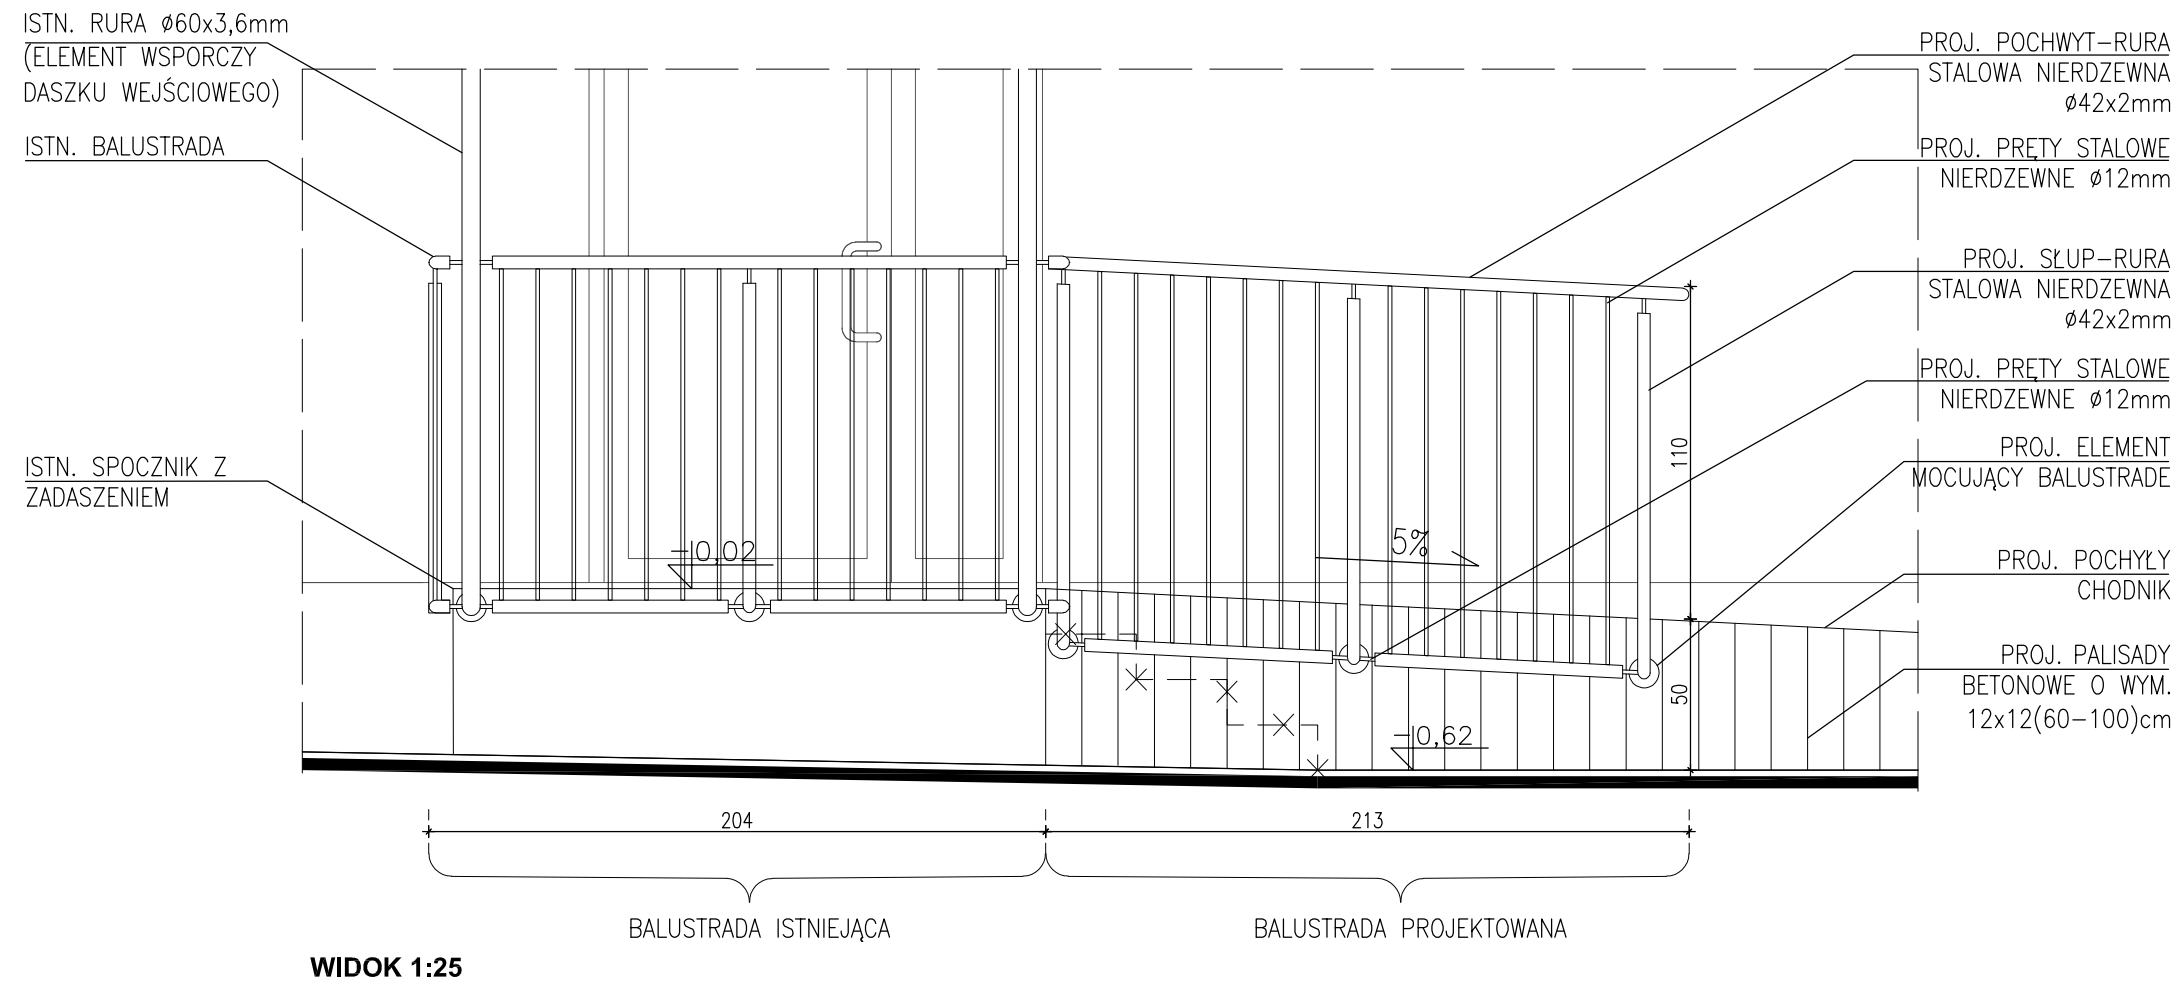 ISTN. RURA ø60x3,6mm
(ELEMENT WSPORCZY
DASZKU WEJŚCIOWEGO)
ISTN. BALUSTRADA
ISTN. SPOCZNIK Z
ZADASZENIEM
PROJ. POCHWYT-RURA
STALOWA NIERDZEWNA
ø42x2mm
PROJ. PRĘTY STALOWE
NIERDZEWNE ø12mm
PROJ. SŁUP-RURA
STALOWA NIERDZEWNA
ø42x2mm
PROJ. PRĘTY STALOWE
NIERDZEWNE ø12mm
PROJ. ELEMENT
MOCUJĄCY BALUSTRADE
PROJ. POCHYŁY
CHODNIK
PROJ. PALISADY
BETONOWE O WYM.
12x12(60-100)cm
-0,02
5%
110
50
-0,62
204
213
BALUSTRADA ISTNIEJĄCA
BALUSTRADA PROJEKTOWANA
WIDOK 1:25